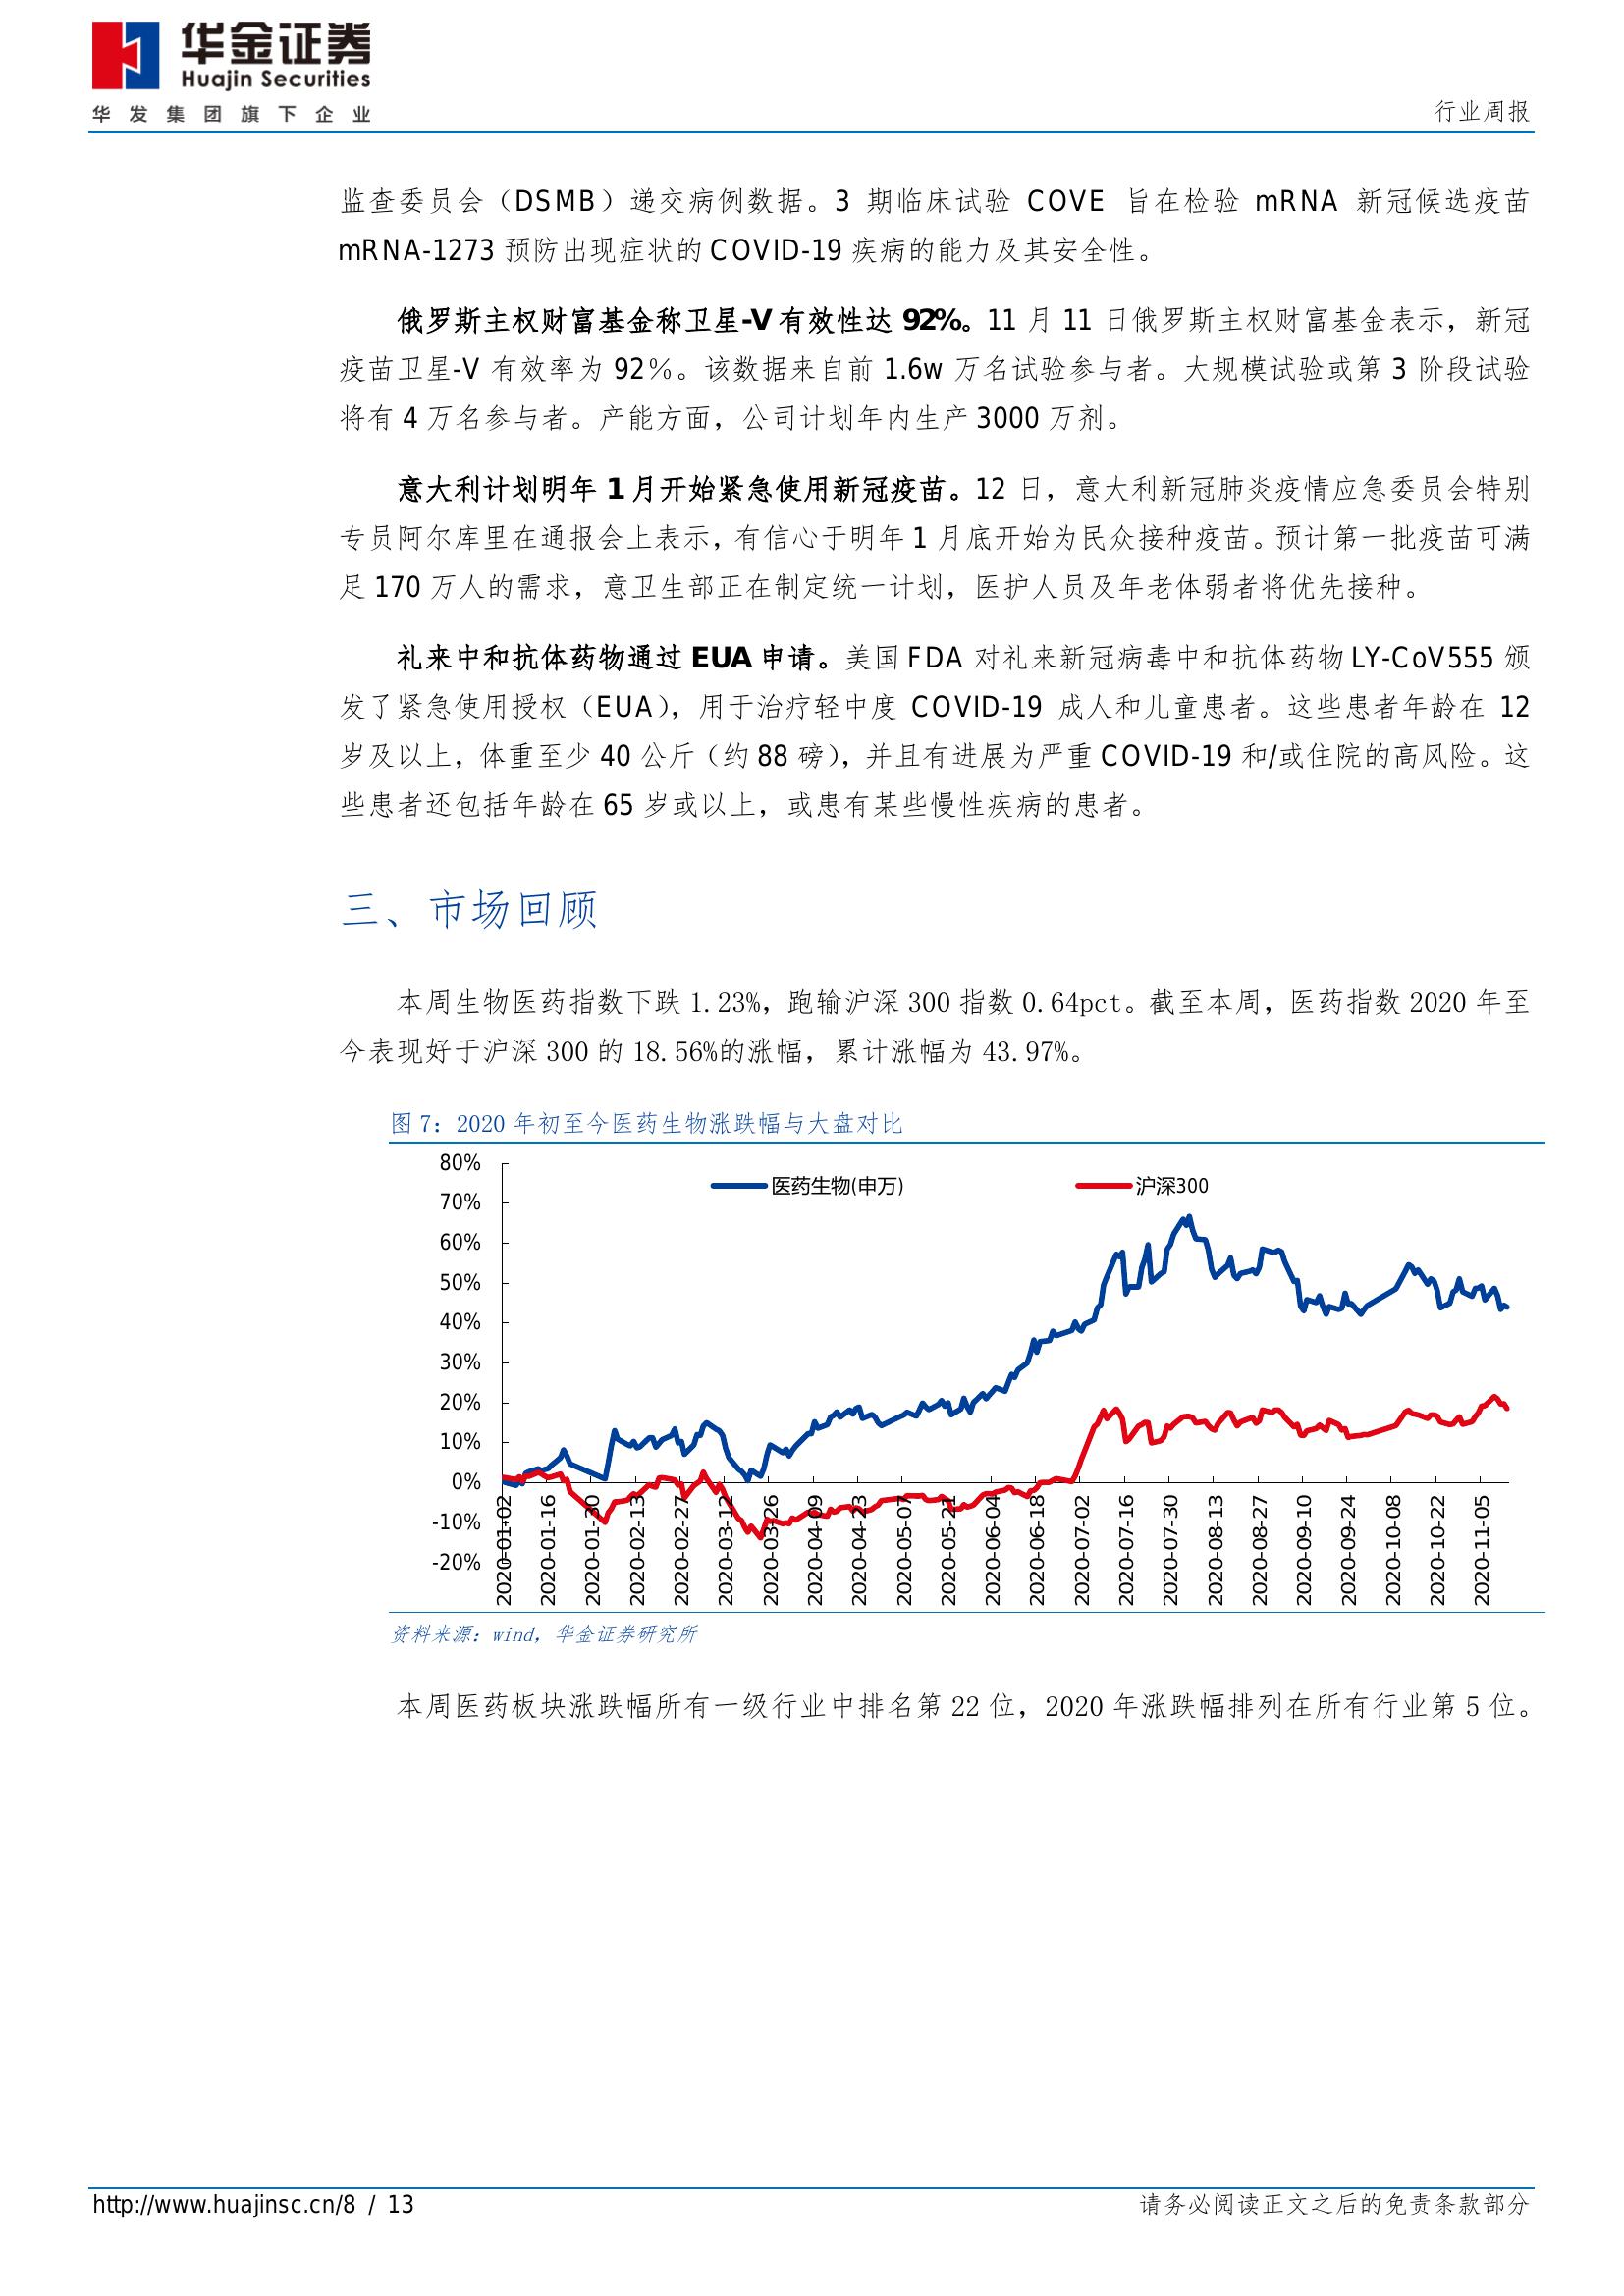 华金证券
Huajin Securities
华发集团旗下企业
行业周报
监查委员会（DSMB）递交病例数据。3 期临床试验 COVE 旨在检验 mRNA 新冠候选疫苗
mRNA-1273 预防出现症状的 COVID-19 疾病的能力及其安全性。
俄罗斯主权财富基金称卫星-V 有效性达 92%。11 月 11 日俄罗斯主权财富基金表示，新冠
疫苗卫星-V 有效率为 92%。该数据来自前 1.6w 万名试验参与者。大规模试验或第 3 阶段试验
将有 4 万名参与者。产能方面，公司计划年内生产 3000 万剂。
意大利计划明年 1 月开始紧急使用新冠疫苗。12 日，意大利新冠肺炎疫情应急委员会特别
专员阿尔库里在通报会上表示，有信心于明年 1 月底开始为民众接种疫苗。预计第一批疫苗可满
足 170 万人的需求，意卫生部正在制定统一计划，医护人员及年老体弱者将优先接种。
礼来中和抗体药物通过 EUA 申请。美国 FDA 对礼来新冠病毒中和抗体药物 LY-CoV555 颁
发了紧急使用授权（EUA），用于治疗轻中度 COVID-19 成人和儿童患者。这些患者年龄在 12
岁及以上，体重至少 40 公斤（约 88 磅），并且有进展为严重 COVID-19 和/或住院的高风险。这
些患者还包括年龄在 65 岁或以上，或患有某些慢性疾病的患者。
三、市场回顾
本周生物医药指数下跌 1.23%，跑输沪深 300 指数 0.64pct。截至本周，医药指数 2020 年至
今表现好于沪深 300 的 18.56%的涨幅，累计涨幅为 43.97%。
图 7：2020 年初至今医药生物涨跌幅与大盘对比
医药生物(申万)
沪深300
80%
70%
60%
50%
40%
30%
20%
10%
0%
-10%
-20%
2020-01-02
2020-01-16
2020-01-30
2020-02-13
2020-02-27
2020-03-12
2020-03-26
2020-04-09
2020-04-23
2020-05-07
2020-05-21
2020-06-04
2020-06-18
2020-07-02
2020-07-16
2020-07-30
2020-08-13
2020-08-27
2020-09-10
2020-09-24
2020-10-08
2020-10-22
2020-11-05
资料来源：wind，华金证券研究所
本周医药板块涨跌幅所有一级行业中排名第 22 位，2020 年涨跌幅排列在所有行业第 5 位。
http://www.huajinsc.cn/8 / 13
请务必阅读正文之后的免责条款部分